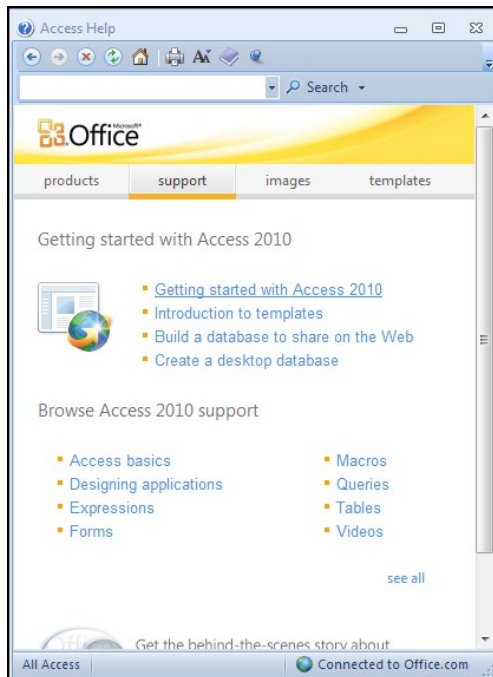 Access Help
Search
Microsoft®
Office
products support images templates
Getting started with Access 2010
Getting started with Access 2010
Introduction to templates
Build a database to share on the Web
Create a desktop database
Browse Access 2010 support
Access basics
Designing applications
Expressions
Forms
Macros
Queries
Tables
Videos
see all
Get the behind-the-scenes story about
All Access
Connected to Office.com